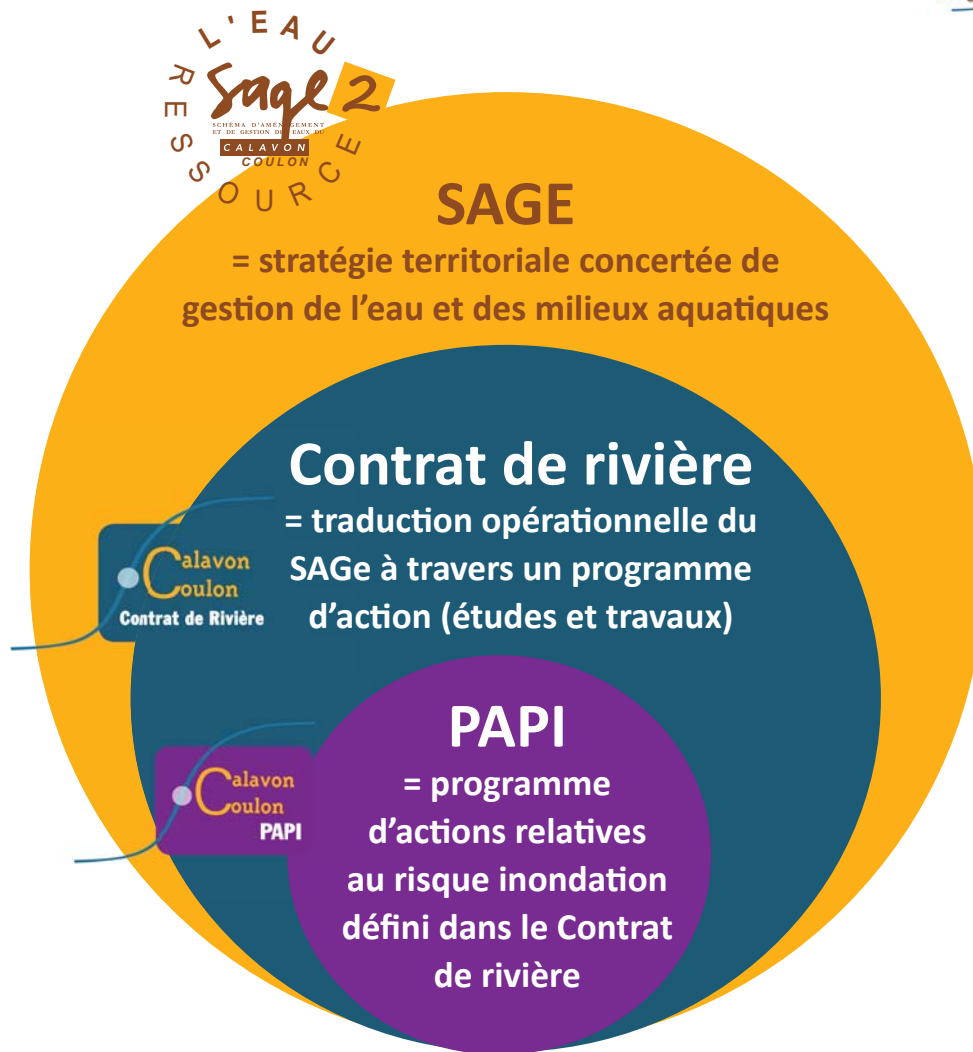 L'EAU
RESSOURCE
Sage 2
SCHÉMA D'AMÉNAGEMENT
ET DE GESTION DES EAUX DU
CALAVON
COULON
SAGE
= stratégie territoriale concertée de
gestion de l’eau et des milieux aquatiques
Contrat de rivière
= traduction opérationnelle du
SAGe à travers un programme
d’action (études et travaux)
Calavon
Coulon
Contrat de Rivière
PAPI
= programme
d’actions relatives
au risque inondation
défini dans le Contrat
de rivière
Calavon
Coulon
PAPI